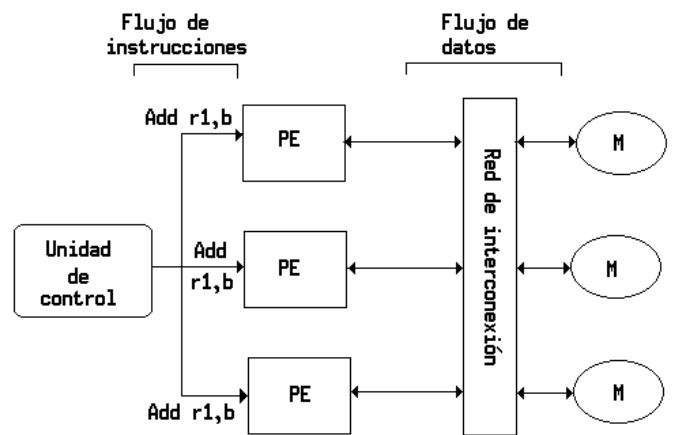 Flujo de
instrucciones
Flujo de
datos
Add r1,b
PE
M
Unidad
de
control
Add
r1,b
PE
Red de interconexión
M
Add r1,b
PE
M